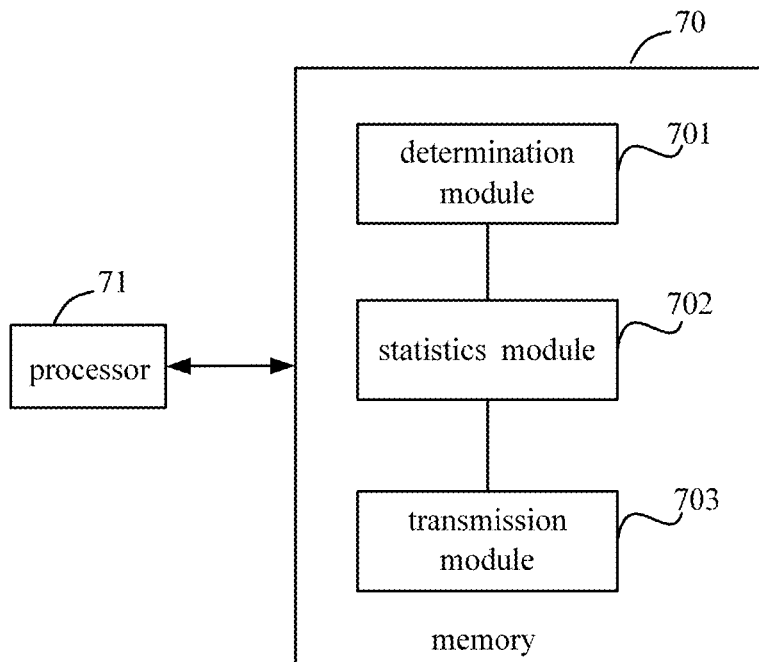 70
determination
module
701
71
processor
statistics module
702
transmission
module
703
memory